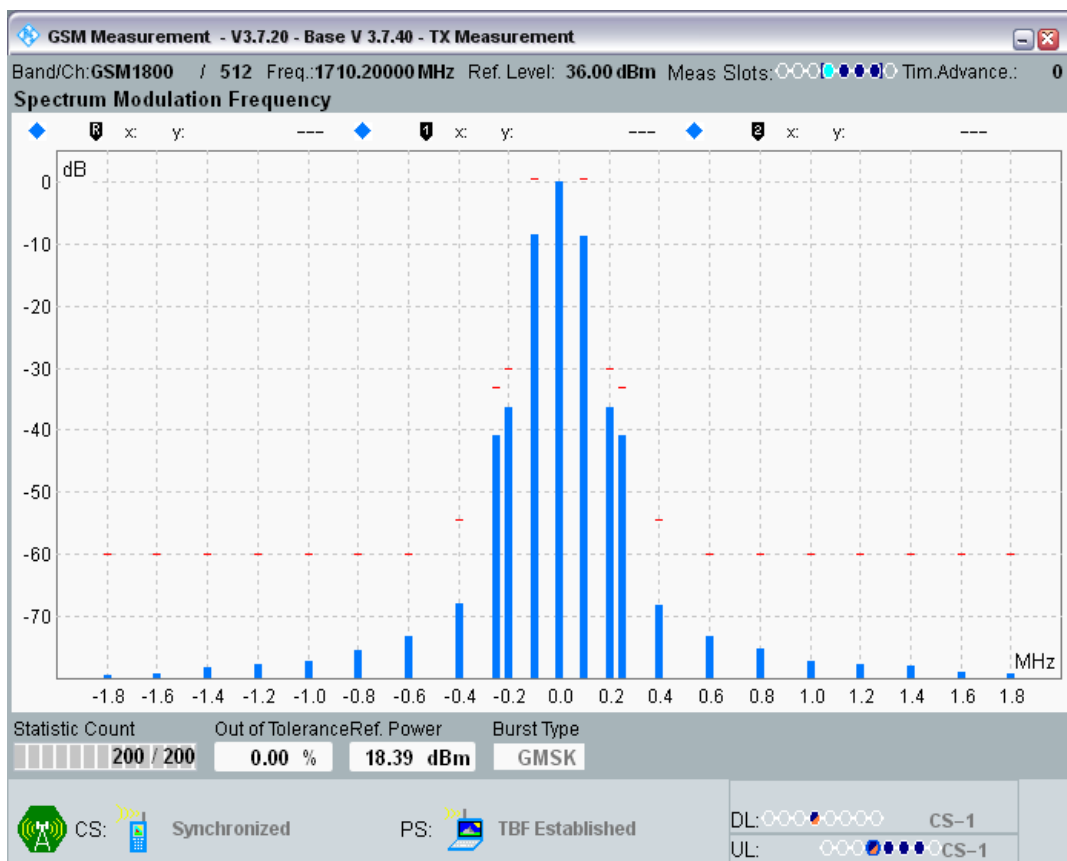 GSM Measurement - V3.7.20 - Base V 3.7.40 - TX Measurement
Band/Ch:GSM1800 / 512 Freq.:1710.20000 MHz Ref. Level: 36.00 dBm Meas Slots: Tim.Advance.: 0
Spectrum Modulation Frequency
R x: y: --- 1 x: y: --- 2 x: y: ---
dB
0
-10
-20
-30
-40
-50
-60
-70
MHz
-1.8 -1.6 -1.4 -1.2 -1.0 -0.8 -0.6 -0.4 -0.2 0.0 0.2 0.4 0.6 0.8 1.0 1.2 1.4 1.6 1.8
Statistic Count Out of Tolerance Ref. Power Burst Type
200 / 200 0.00 % 18.39 dBm GMSK
CS: Synchronized PS: TBF Established DL: CS-1
UL: CS-1